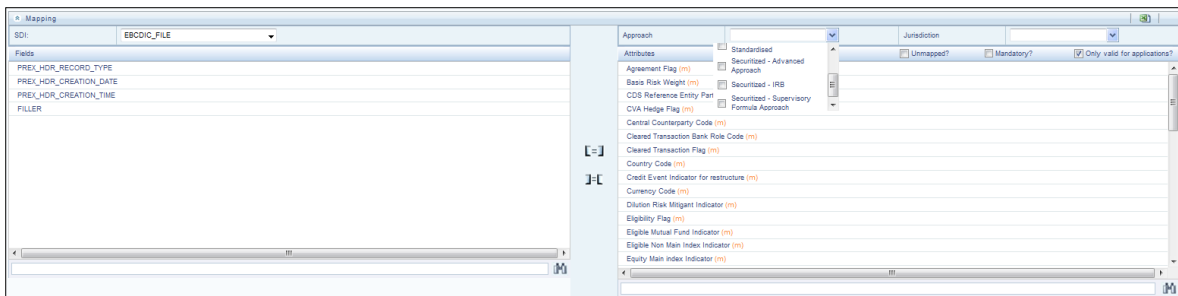 Mapping
SDI: EBCDIC_FILE
Fields
PREX_HDR_RECORD_TYPE
PREX_HDR_CREATION_DATE
PREX_HDR_CREATION_TIME
FILLER
[=]
]=[
Approach Jurisdiction
Attributes Unmapped? Mandatory? Only valid for applications?
Standardised
Securitized - Advanced
Approach
Securitized - IRB
Securitized - Supervisory
Formula Approach
Agreement Flag (m)
Basis Risk Weight (m)
CDS Reference Entity Part
CVA Hedge Flag (m)
Central Counterparty Code (m)
Cleared Transaction Bank Role Code (m)
Cleared Transaction Flag (m)
Country Code (m)
Credit Event Indicator for restructure (m)
Currency Code (m)
Dilution Risk Mitigant Indicator (m)
Eligibility Flag (m)
Eligible Mutual Fund Indicator (m)
Eligible Non Main Index Indicator (m)
Equity Main index Indicator (m)